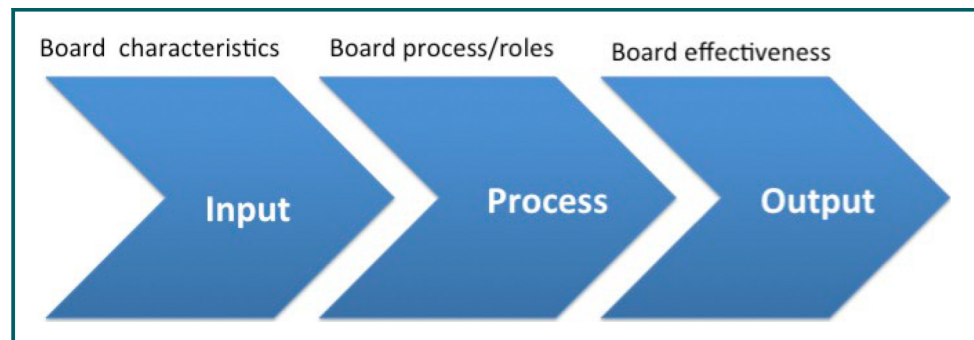 Board characteristics
Board process/roles
Board effectiveness
Input
Process
Output